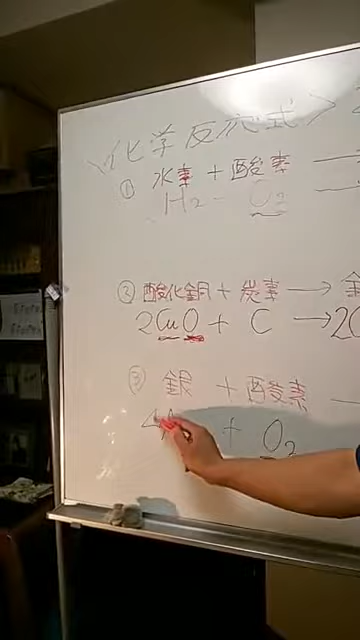 <化学反応式>
① 水素 + 酸素
H₂ O₂
② 酸化銅 + 炭素 →
2CuO + C → 2
③ 銀 + 酸素
4 + O₂